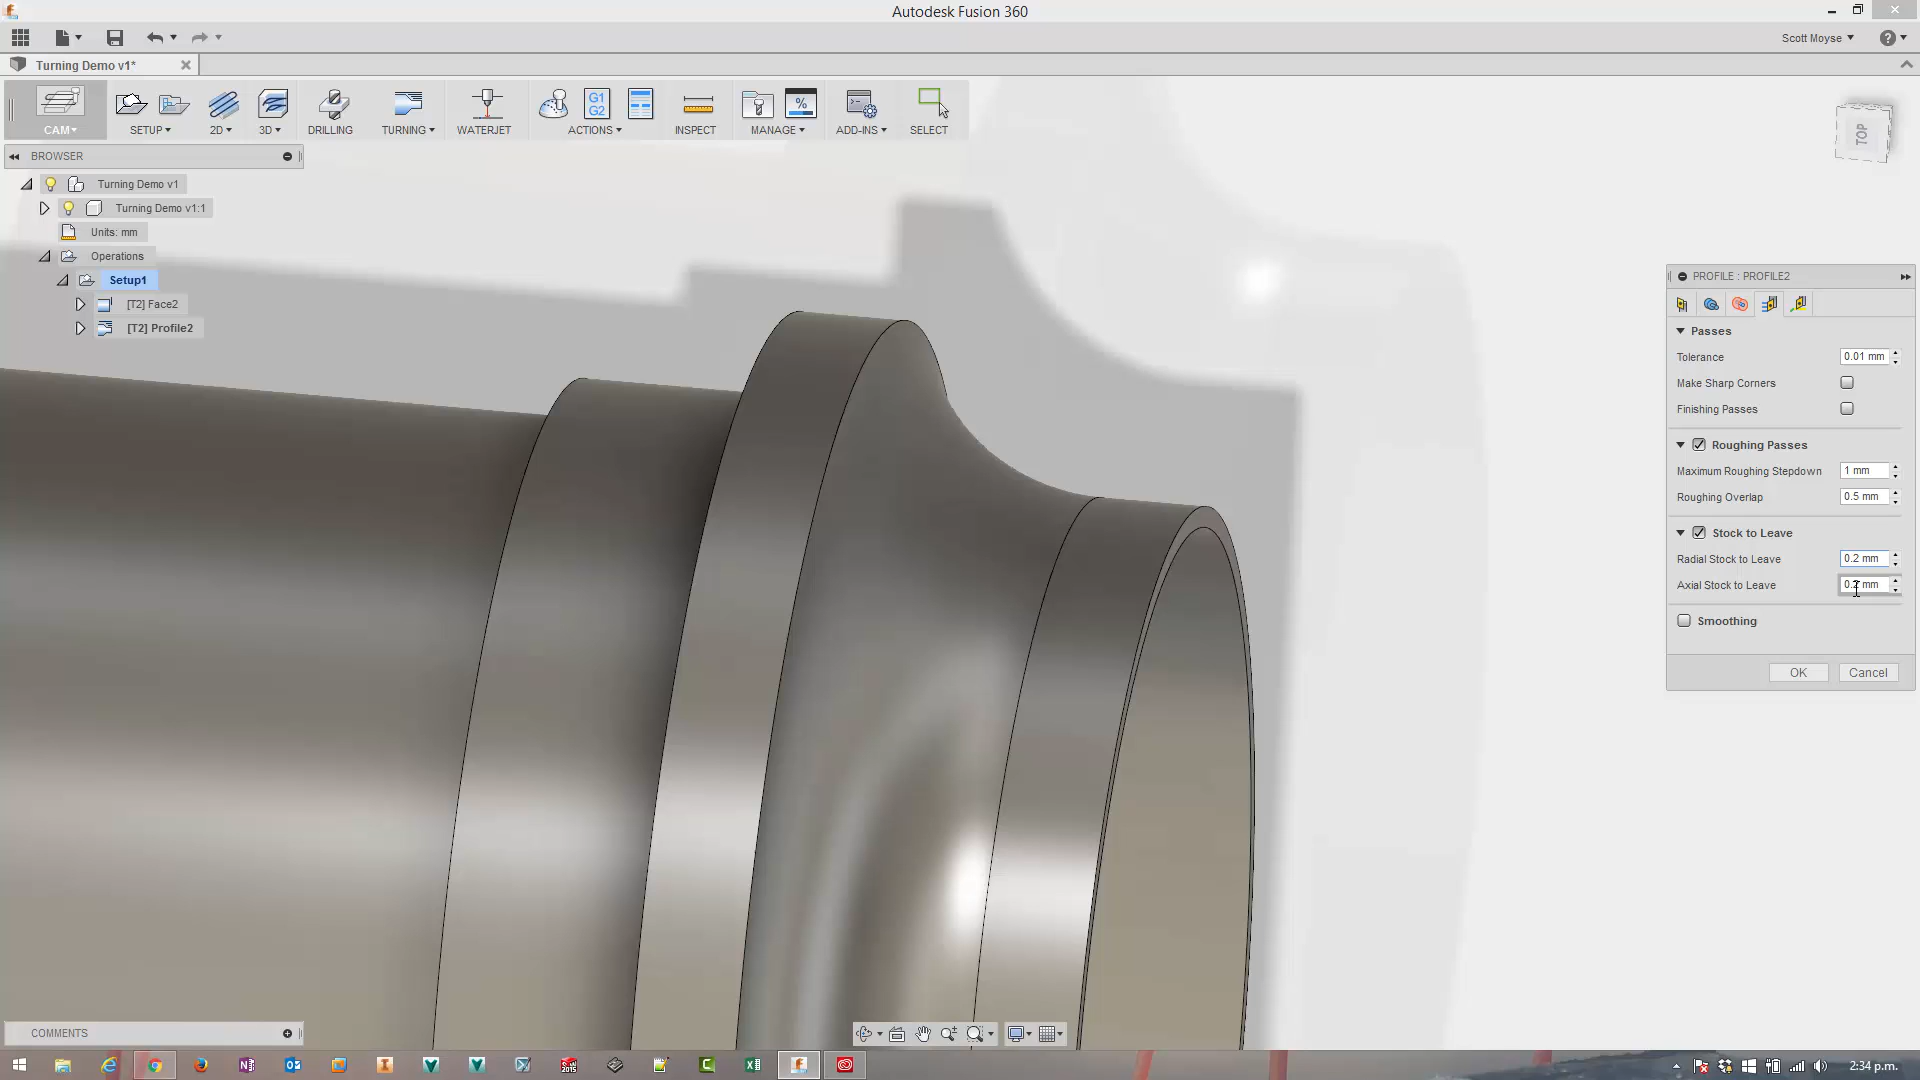 Autodesk Fusion 360
Scott Moyse
Turning Demo v1*
CAM
SETUP
2D
3D
DRILLING
TURNING
WATERJET
G1
G2
ACTIONS
INSPECT
%
MANAGE
ADD-INS
SELECT
TOP
BROWSER
Turning Demo v1
Turning Demo v1:1
Units: mm
Operations
Setup1
[T2] Face2
[T2] Profile2
PROFILE : PROFILE2
Passes
Tolerance 0.01 mm
Make Sharp Corners
Finishing Passes
Roughing Passes
Maximum Roughing Stepdown 1 mm
Roughing Overlap 0.5 mm
Stock to Leave
Radial Stock to Leave 0.2 mm
Axial Stock to Leave 0.2 mm
Smoothing
OK Cancel
COMMENTS
2:34 p.m.